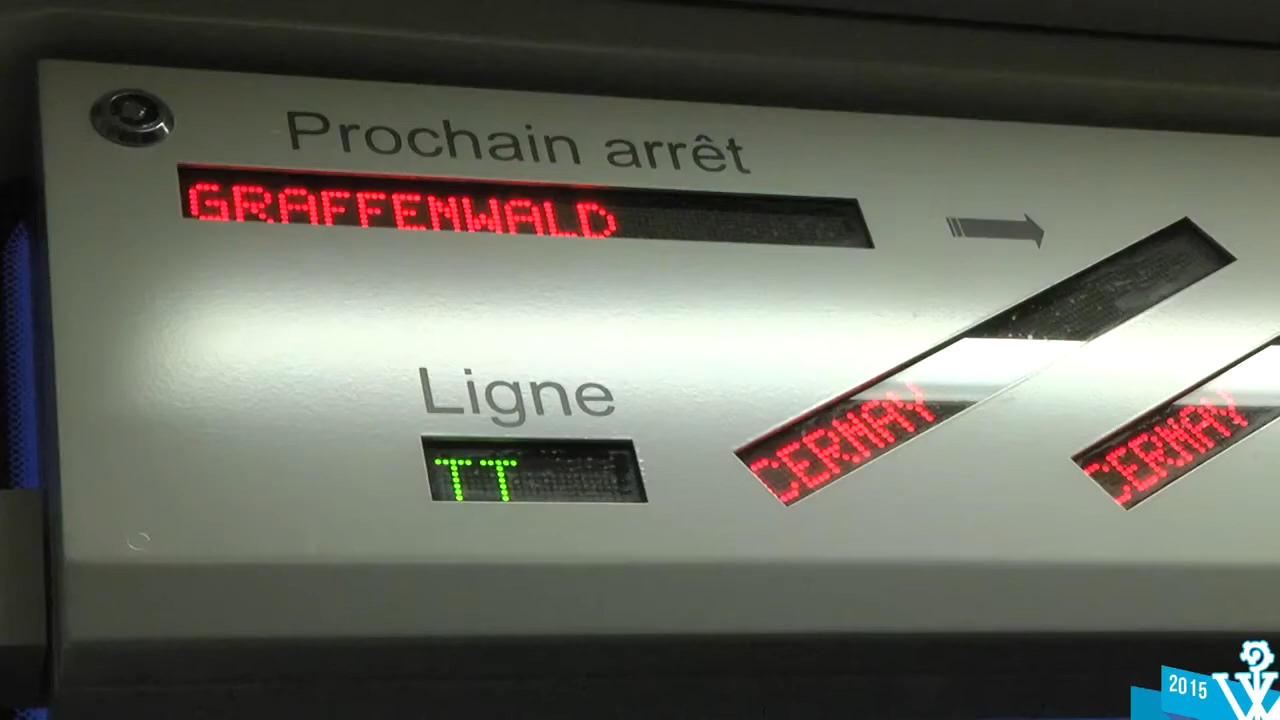 Prochain arrêt
GRAFFENWALD
Ligne
TT
CERNAY
CERNAY
2015
W